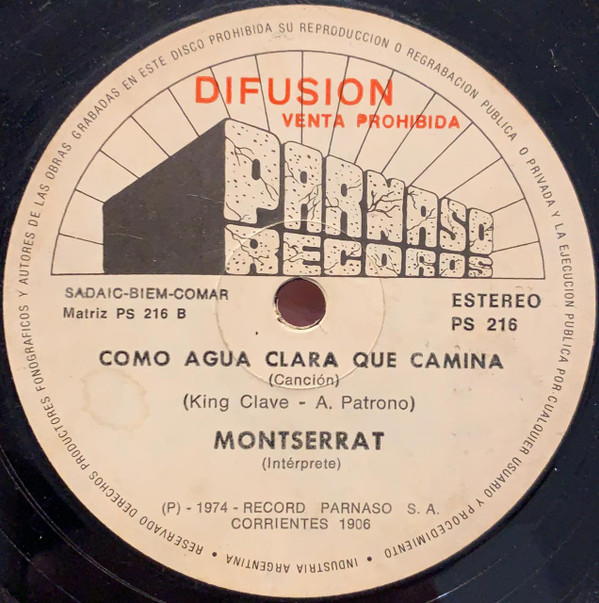 RESERVADO DERECHOS PRODUCTORES FONOGRAFICOS Y AUTORES DE LAS OBRAS GRABADAS EN ESTE DISCO PROHIBIDA SU REPRODUCCION O REGRABACION PUBLICA O PRIVADA Y LA EJECUCION PUBLICA POR CUALQUIER USUARIO Y PROCEDIMIENTO • INDUSTRIA ARGENTINA •
DIFUSION
VENTA PROHIBIDA
PARNASO
RECORDS
SADAIC-BIEM-COMAR
Matriz PS 216 B
ESTEREO
PS 216
COMO AGUA CLARA QUE CAMINA
(Canción)
(King Clave - A. Patrono)
MONTSERRAT
(Intérprete)
(P) - 1974 - RECORD PARNASO S. A.
CORRIENTES 1906